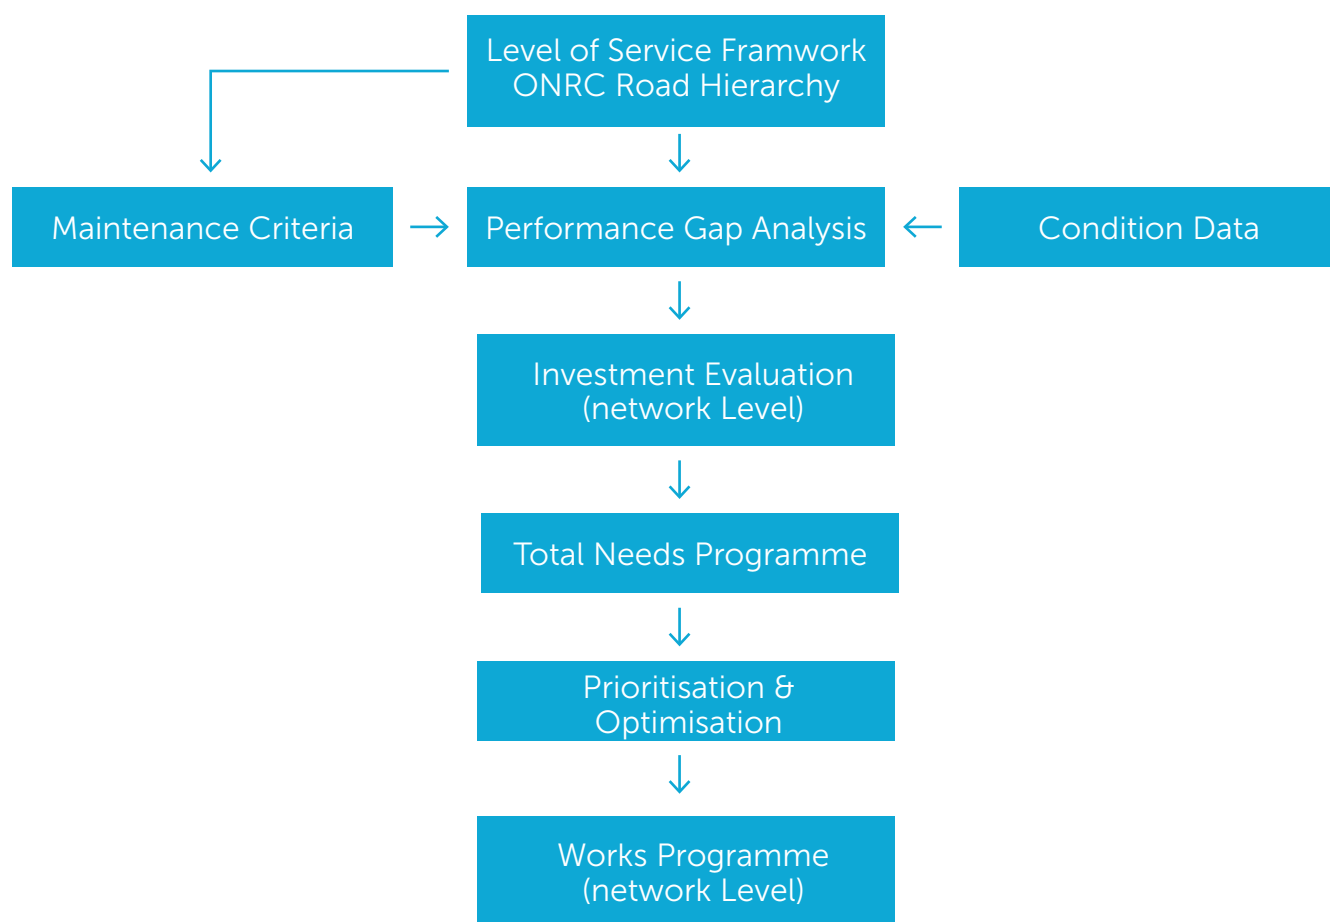 Level of Service Framwork
ONRC Road Hierarchy
Maintenance Criteria
Performance Gap Analysis
Condition Data
Investment Evaluation
(network Level)
Total Needs Programme
Prioritisation &
Optimisation
Works Programme
(network Level)